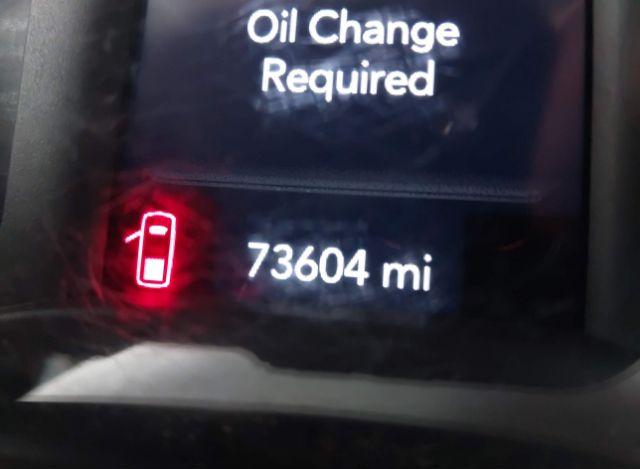 Oil Change
Required
73604 mi